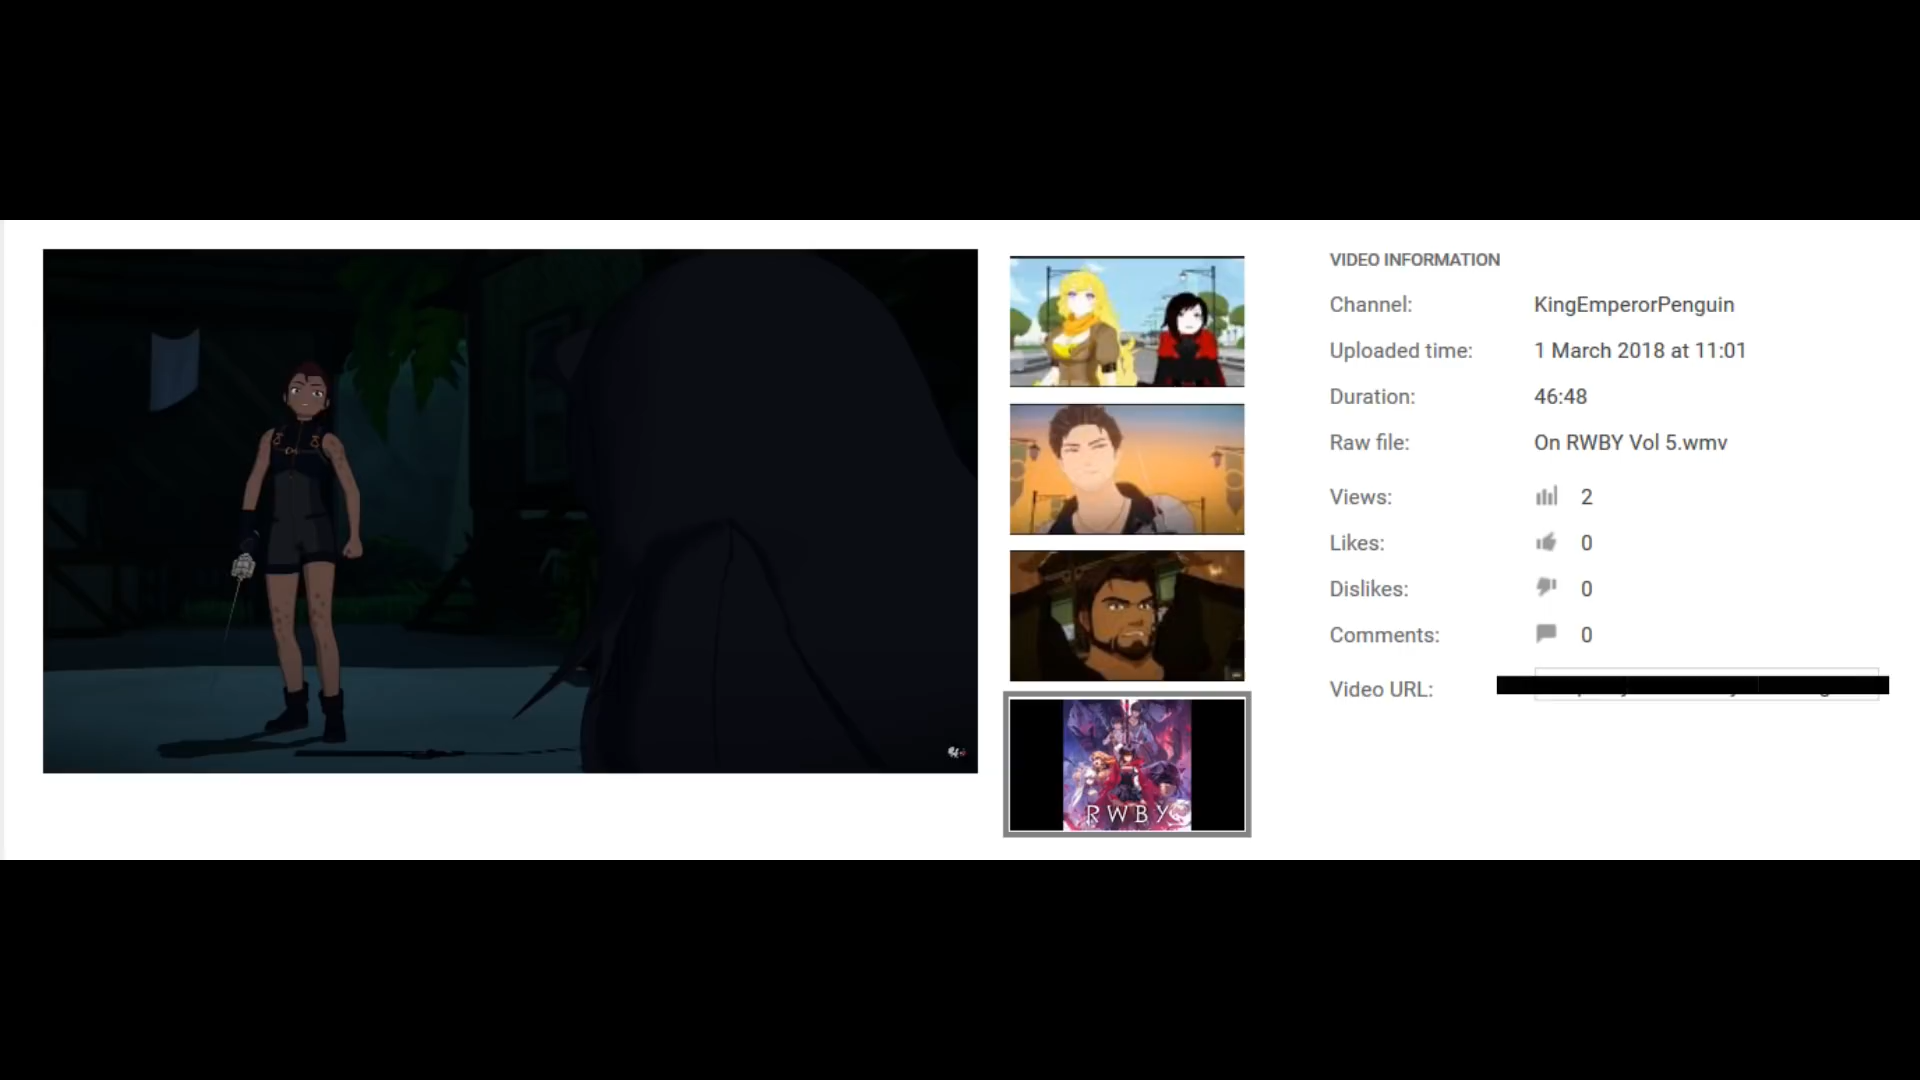 VIDEO INFORMATION
Channel: KingEmperorPenguin
Uploaded time: 1 March 2018 at 11:01
Duration: 46:48
Raw file: On RWBY Vol 5.wmv
Views: 2
Likes: 0
Dislikes: 0
Comments: 0
Video URL:
RWBY